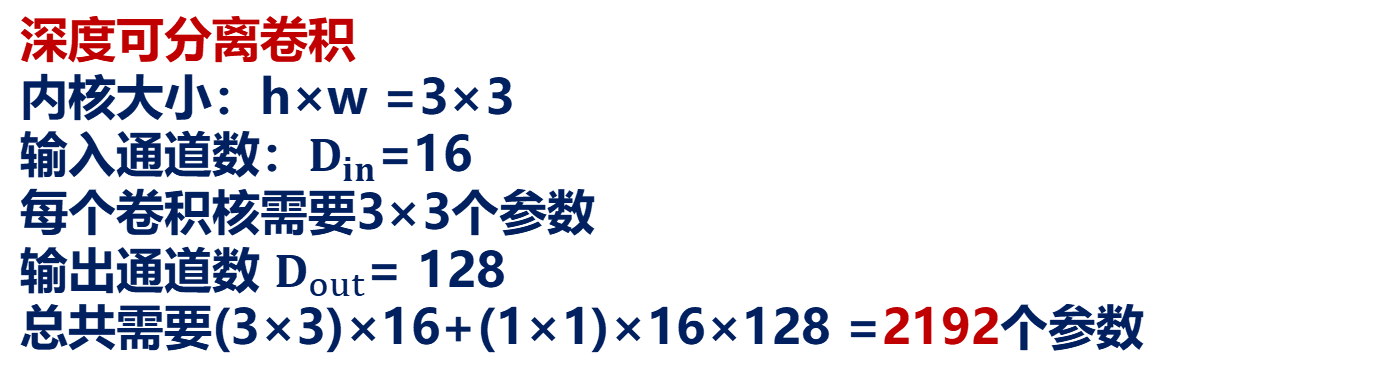 深度可分离卷积
内核大小：h×w =3×3
输入通道数：D_in=16
每个卷积核需要3×3个参数
输出通道数 D_out= 128
总共需要(3×3)×16+(1×1)×16×128 =2192个参数